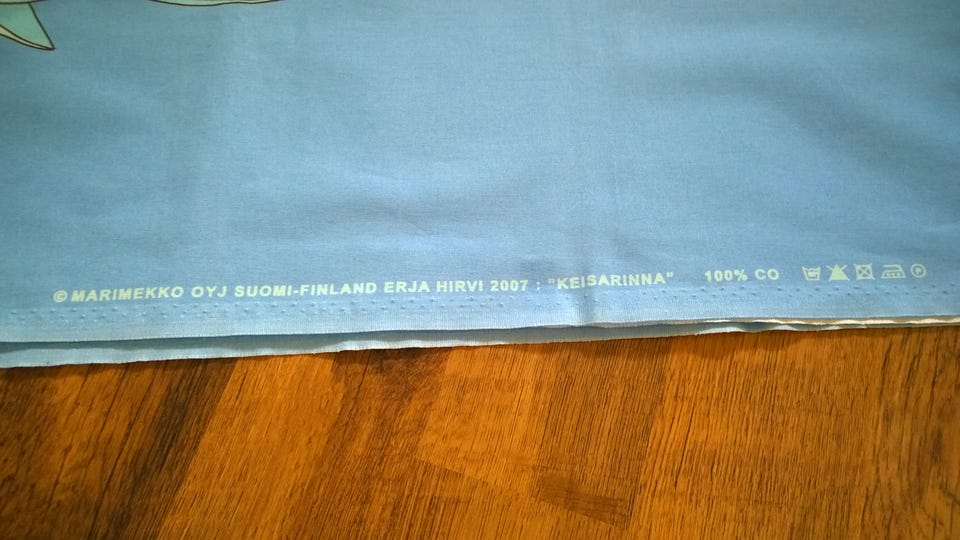 © MARIMEKKO OYJ SUOMI-FINLAND ERJA HIRVI 2007 : "KEISARINNA" 100% CO